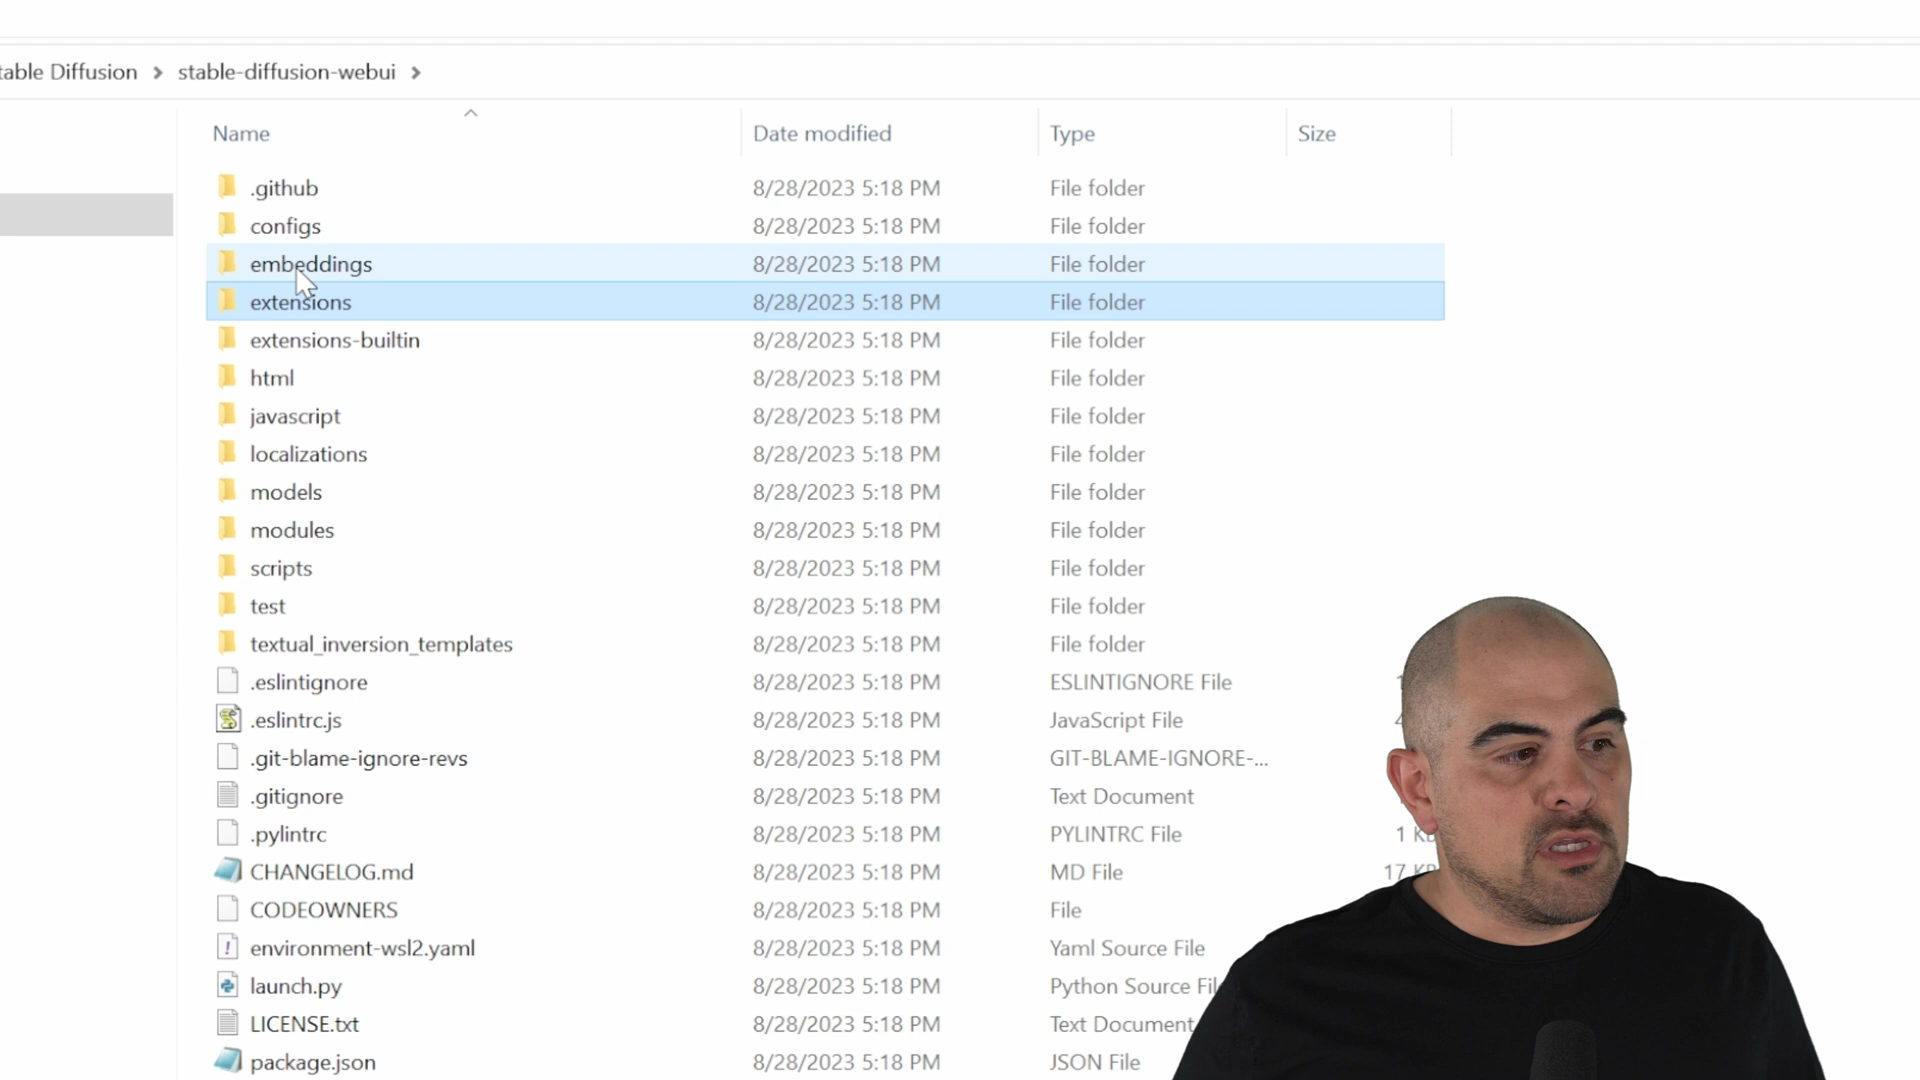 table Diffusion > stable-diffusion-webui >
Name Date modified Type Size
.github 8/28/2023 5:18 PM File folder
configs 8/28/2023 5:18 PM File folder
embeddings 8/28/2023 5:18 PM File folder
extensions 8/28/2023 5:18 PM File folder
extensions-builtin 8/28/2023 5:18 PM File folder
html 8/28/2023 5:18 PM File folder
javascript 8/28/2023 5:18 PM File folder
localizations 8/28/2023 5:18 PM File folder
models 8/28/2023 5:18 PM File folder
modules 8/28/2023 5:18 PM File folder
scripts 8/28/2023 5:18 PM File folder
test 8/28/2023 5:18 PM File folder
textual_inversion_templates 8/28/2023 5:18 PM File folder
.eslintignore 8/28/2023 5:18 PM ESLINTIGNORE File
.eslintrc.js 8/28/2023 5:18 PM JavaScript File
.git-blame-ignore-revs 8/28/2023 5:18 PM GIT-BLAME-IGNORE-...
.gitignore 8/28/2023 5:18 PM Text Document
.pylintrc 8/28/2023 5:18 PM PYLINTRC File 1 KB
CHANGELOG.md 8/28/2023 5:18 PM MD File 17 KB
CODEOWNERS 8/28/2023 5:18 PM File
environment-wsl2.yaml 8/28/2023 5:18 PM Yaml Source File
launch.py 8/28/2023 5:18 PM Python Source Fil
LICENSE.txt 8/28/2023 5:18 PM Text Document
package.json 8/28/2023 5:18 PM JSON File